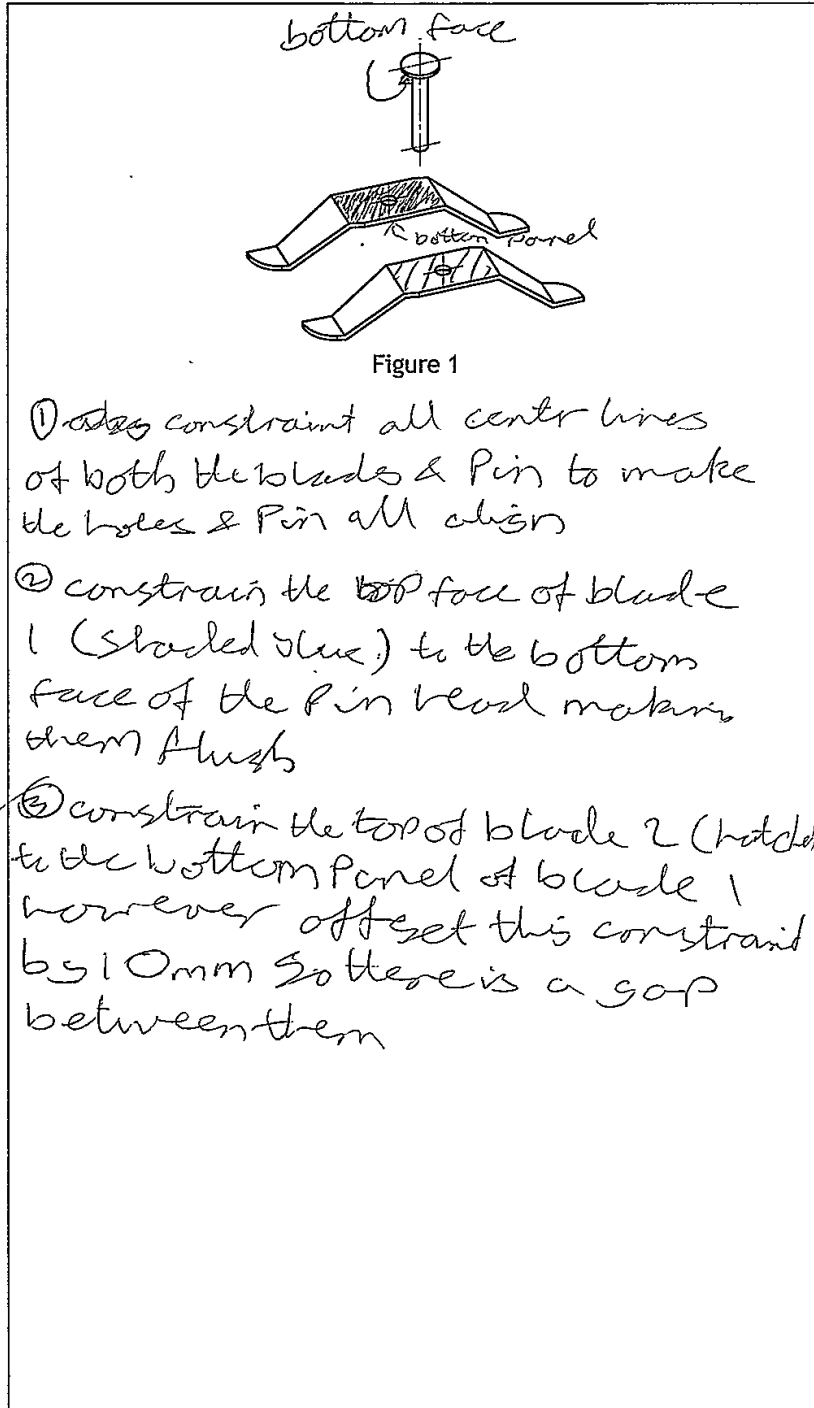 bottom face
bottom panel
Figure 1
① constraint all centr lines
of both the blades & Pin to make
the holes & Pin all align
② constrain the top face of blade
1 (shaded blue) to the bottom
face of the Pin head making
them flush
③ constrain the top of blade 2 (hatched
to the bottom Panel of blade 1
however offset this constraint
by 10mm so there is a gap
between them